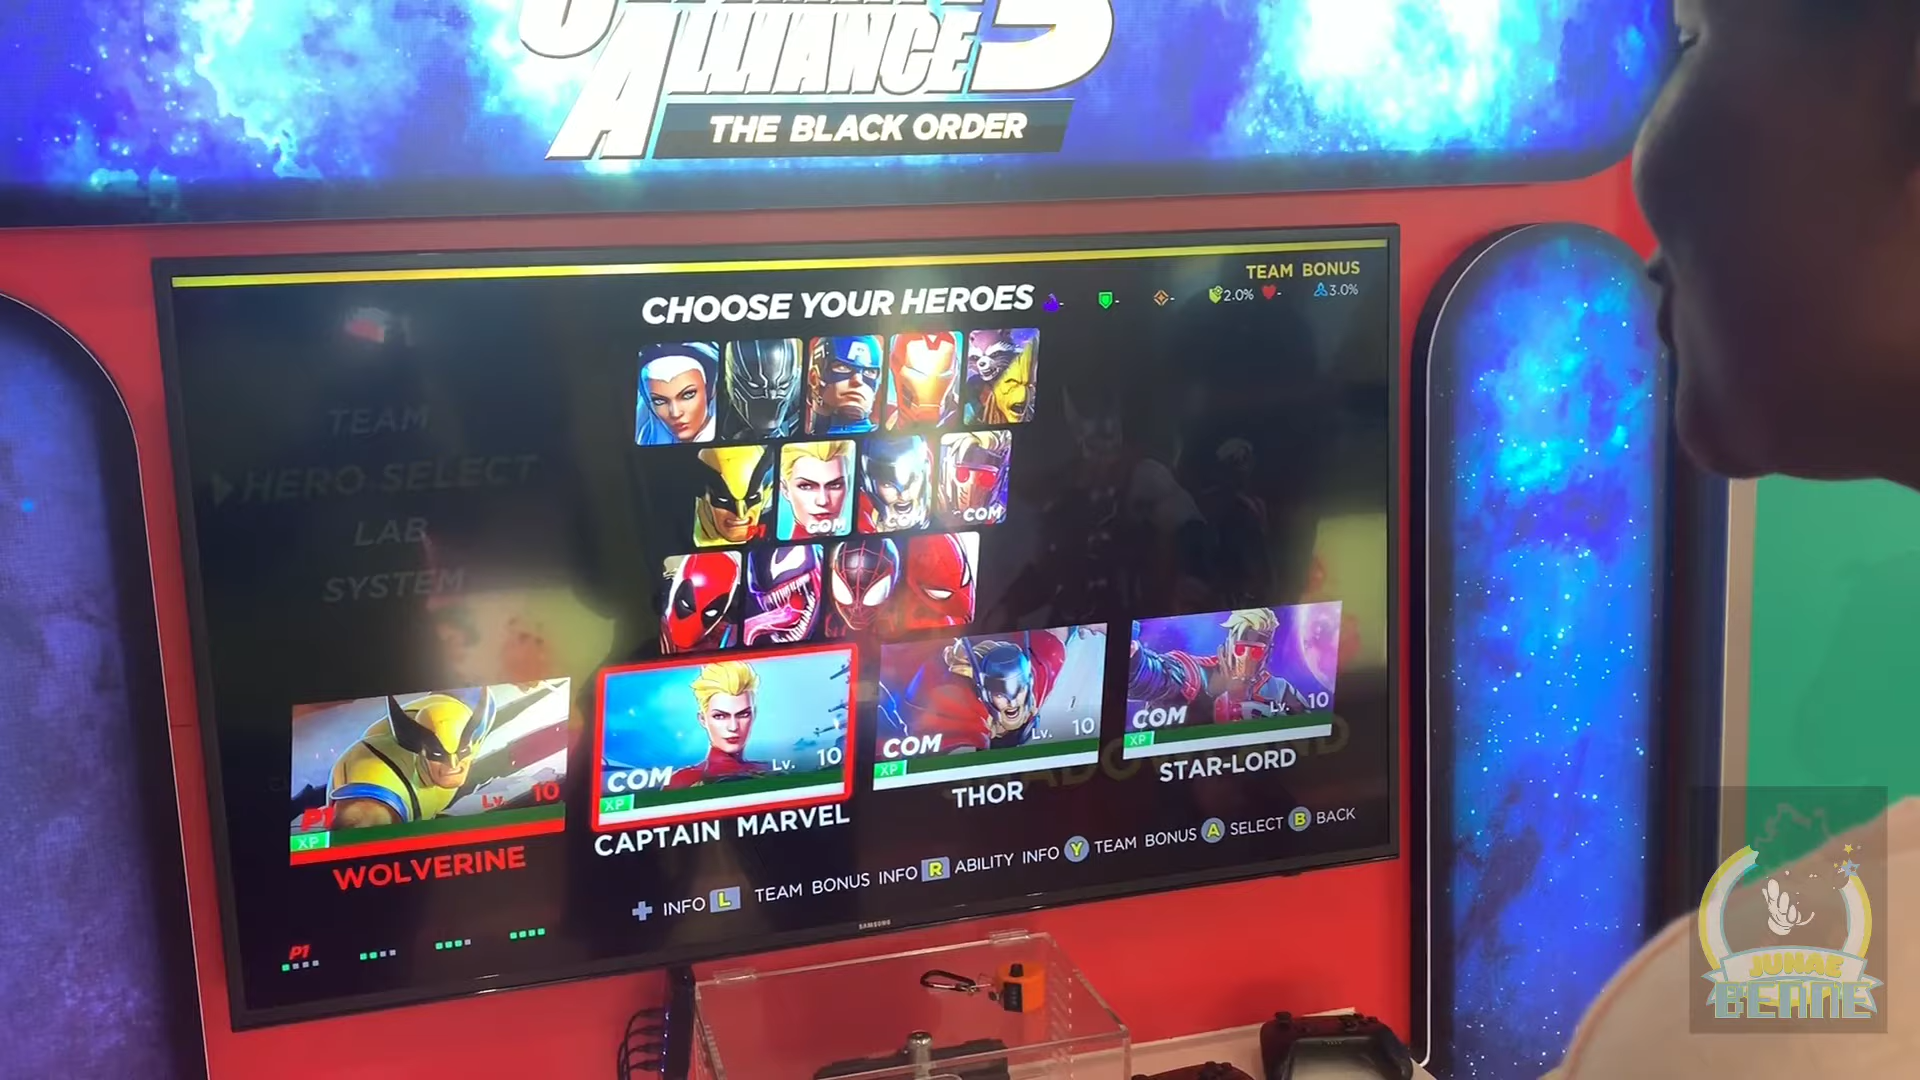 ALLIANCE 3
THE BLACK ORDER
TEAM BONUS
CHOOSE YOUR HEROES
2.0%
3.0%
TEAM
HERO SELECT
LAB
SYSTEM
COM
COM
COM
P1
Lv. 10
XP
WOLVERINE
COM
Lv. 10
XP
CAPTAIN MARVEL
COM
Lv. 10
XP
THOR
COM
Lv. 10
XP
STAR-LORD
INFO L TEAM BONUS INFO R ABILITY INFO Y TEAM BONUS A SELECT B BACK
P1
SAMSUNG
JUNAE
BENNE